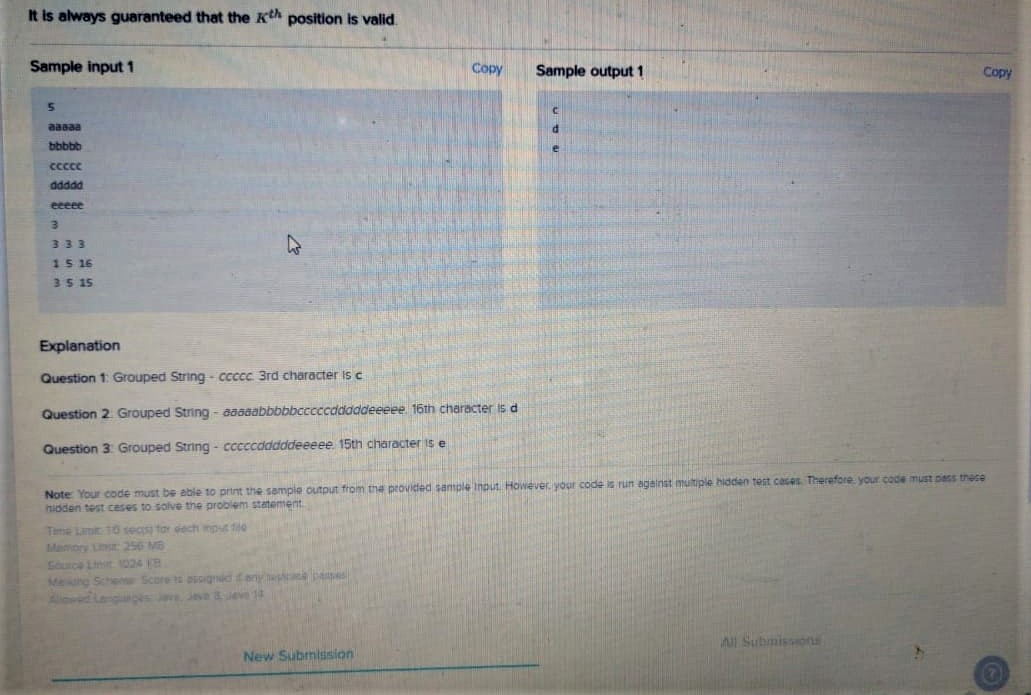 It is always guaranteed that the Kth position is valid.
Sample input 1
Copy
5
aaaaa
bbbbb
ccccc
ddddd
eeeee
3
3 3 3
1 5 16
3 5 15
Sample output 1
Copy
c
d
e
Explanation
Question 1: Grouped String - ccccc. 3rd character is c
Question 2: Grouped String - aaaaabbbbbcccccdddddeeeee. 16th character is d
Question 3: Grouped String - cccccdddddeeeee. 15th character is e
Note: Your code must be able to print the sample output from the provided sample input. However, your code is run against multiple hidden test cases. Therefore, your code must pass these
hidden test cases to solve the problem statement.
Time Limit: 1.0 sec(s) for each input file
Memory Limit: 256 MB
Source Limit: 1024 KB
Marking Scheme: Score is assigned if any testcase passes
Allowed Languages: Java, Java 8, Java 14
New Submission
All Submissions
?